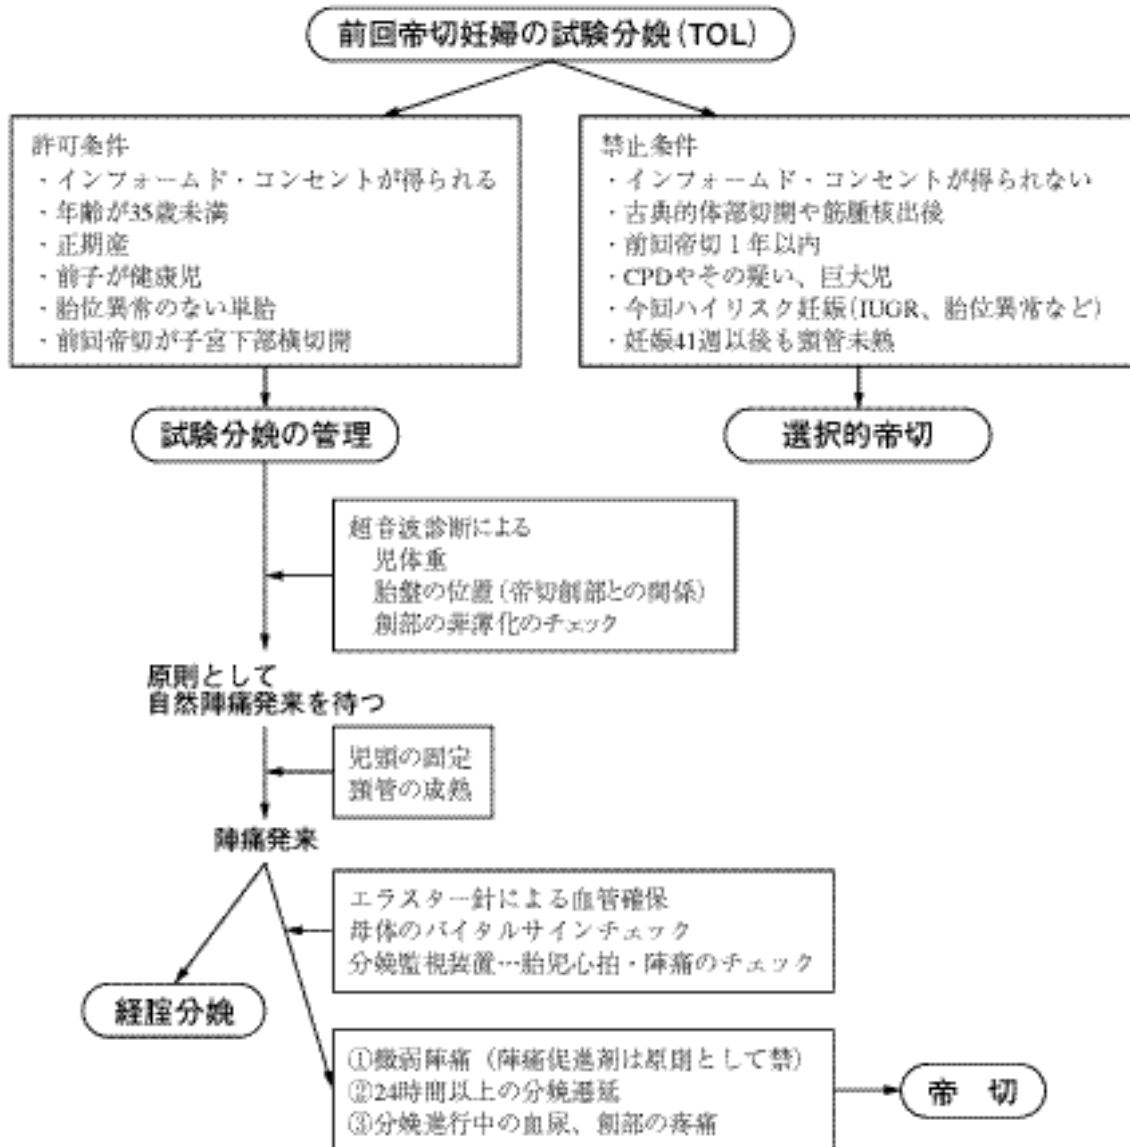 前回帝切妊婦の試験分娩(TOL)
許可条件
・インフォームド・コンセントが得られる
・年齢が35歳未満
・正期産
・前子が健康児
・胎位異常のない単胎
・前回帝切が子宮下部横切開
禁止条件
・インフォームド・コンセントが得られない
・古典的体部切開や筋腫核出後
・前回帝切1年以内
・CPDやその疑い、巨大児
・今回ハイリスク妊娠(IUGR、胎位異常など)
・妊娠41週以後も頸管未熟
試験分娩の管理
選択的帝切
超音波診断による
児体重
胎盤の位置(帝切創部との関係)
創部の菲薄化のチェック
原則として
自然陣痛発来を待つ
児頭の固定
頸管の成熟
陣痛発来
エラスター針による血管確保
母体のバイタルサインチェック
分娩監視装置…胎児心拍・陣痛のチェック
経腟分娩
①微弱陣痛(陣痛促進剤は原則として禁)
②24時間以上の分娩遷延
③分娩進行中の血尿、創部の疼痛
帝 切